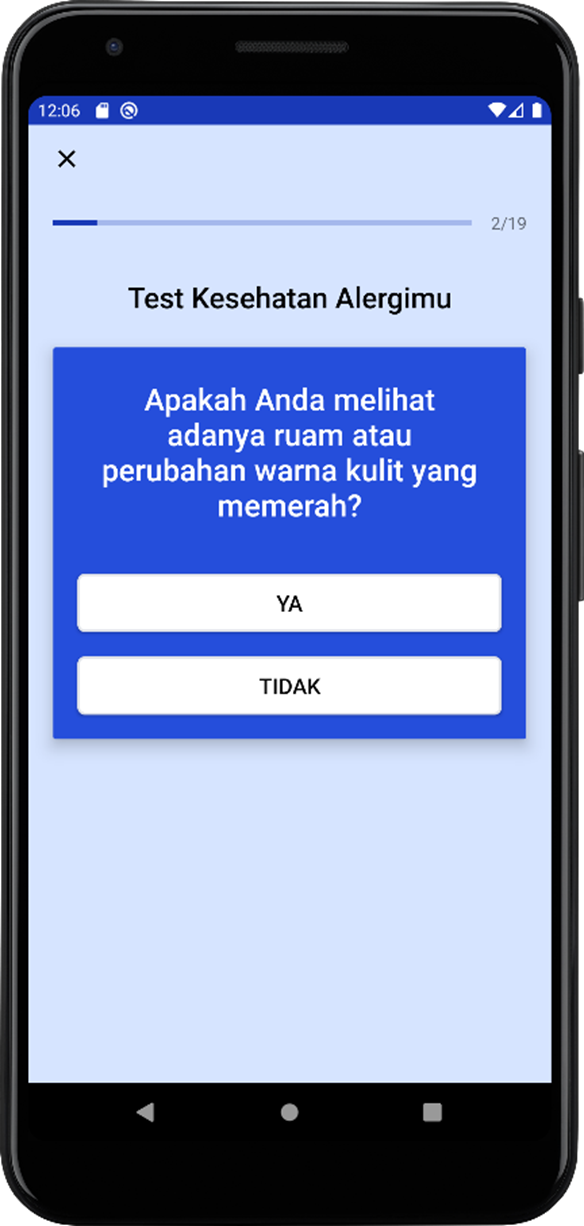 12:06
2/19
Test Kesehatan Alergimu
Apakah Anda melihat
adanya ruam atau
perubahan warna kulit yang
memerah?
YA
TIDAK